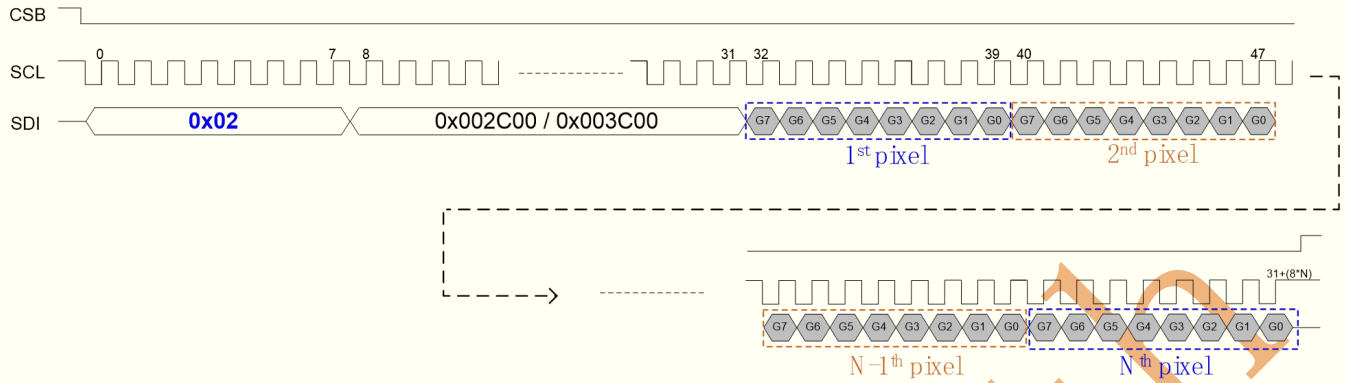 CSB
0 7 8 31 32 39 40 47
SCL
SDI 0x02 0x002C00 / 0x003C00 G7 G6 G5 G4 G3 G2 G1 G0 G7 G6 G5 G4 G3 G2 G1 G0
1st pixel 2nd pixel
31+(8*N)
G7 G6 G5 G4 G3 G2 G1 G0 G7 G6 G5 G4 G3 G2 G1 G0
N-1th pixel Nth pixel